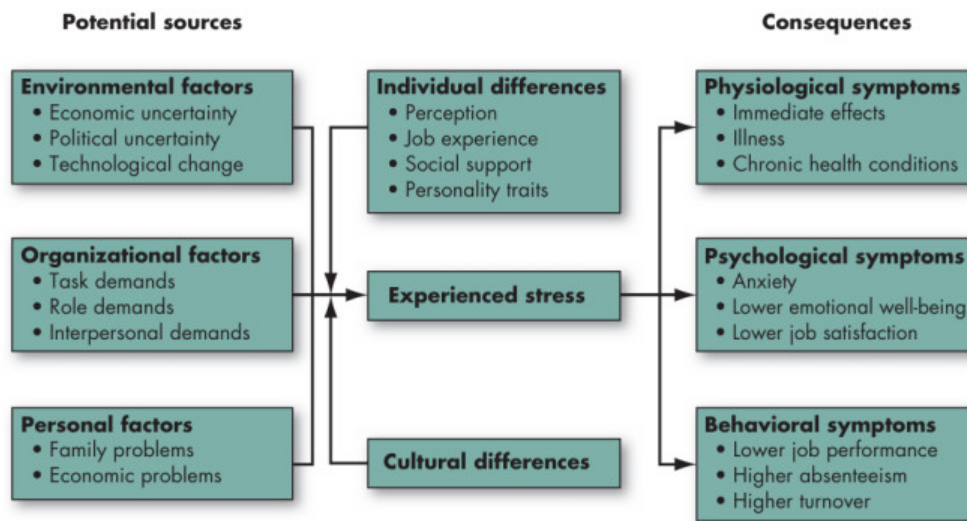 Potential sources
Consequences
Environmental factors
• Economic uncertainty
• Political uncertainty
• Technological change
Individual differences
• Perception
• Job experience
• Social support
• Personality traits
Physiological symptoms
• Immediate effects
• Illness
• Chronic health conditions
Organizational factors
• Task demands
• Role demands
• Interpersonal demands
Experienced stress
Psychological symptoms
• Anxiety
• Lower emotional well-being
• Lower job satisfaction
Personal factors
• Family problems
• Economic problems
Cultural differences
Behavioral symptoms
• Lower job performance
• Higher absenteeism
• Higher turnover